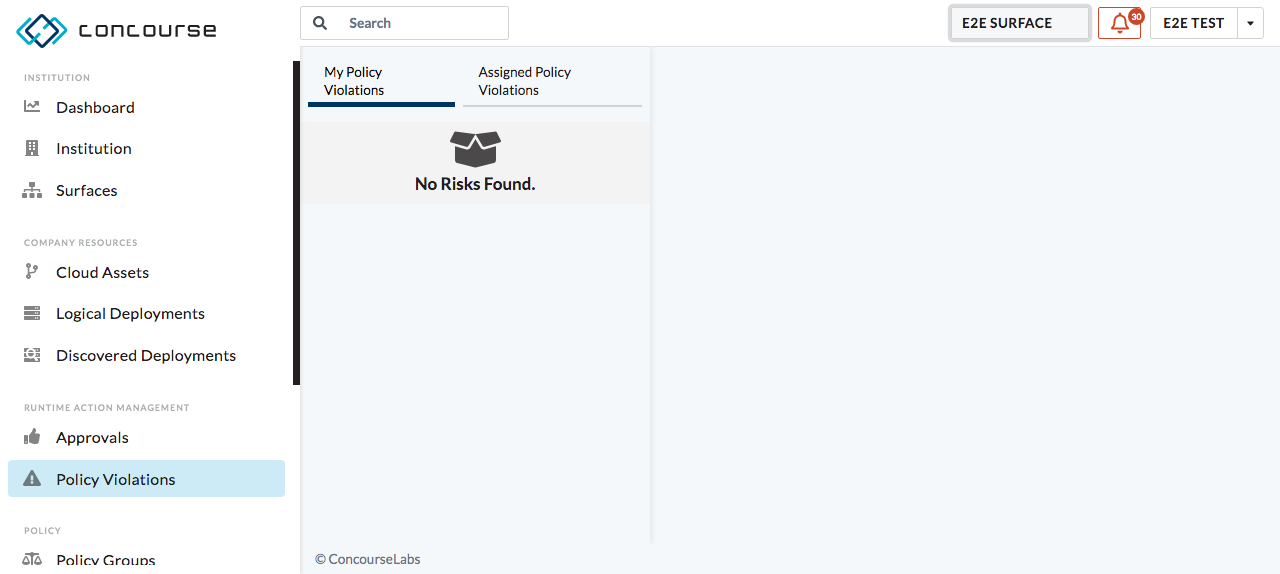 concourse
Search
E2E SURFACE
30
E2E TEST
INSTITUTION
Dashboard
Institution
Surfaces
COMPANY RESOURCES
Cloud Assets
Logical Deployments
Discovered Deployments
RUNTIME ACTION MANAGEMENT
Approvals
Policy Violations
POLICY
Policy Groups
My Policy
Violations
Assigned Policy
Violations
No Risks Found.
© ConcourseLabs